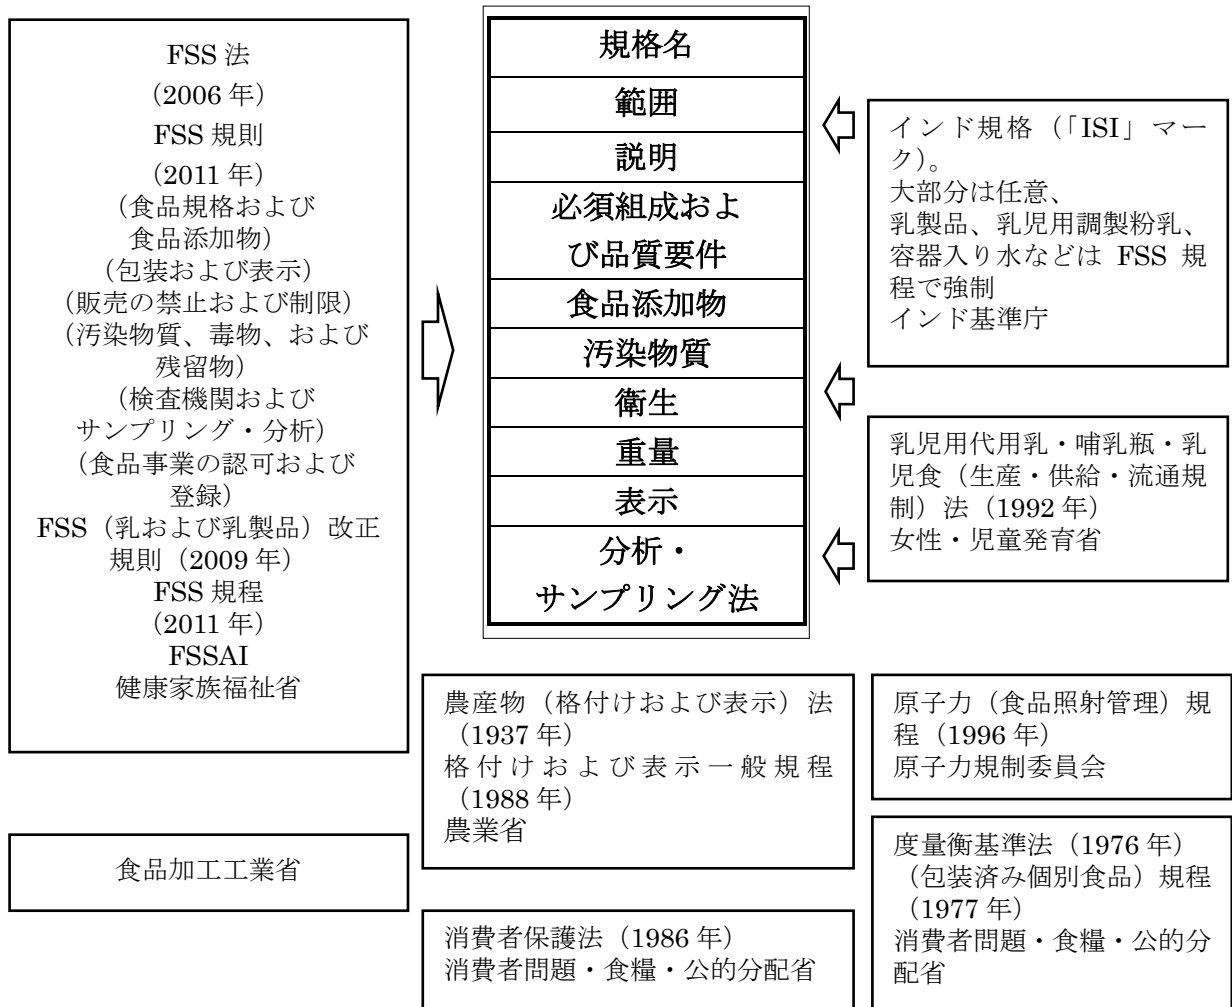 FSS 法
（2006 年）
FSS 規則
（2011 年）
（食品規格および
食品添加物）
（包装および表示）
（販売の禁止および制限）
（汚染物質、毒物、および
残留物）
（検査機関および
サンプリング・分析）
（食品事業の認可および
登録）
FSS（乳および乳製品）改正
規則（2009 年）
FSS 規程
（2011 年）
FSSAI
健康家族福祉省
規格名
範囲
説明
必須組成およ
び品質要件
食品添加物
汚染物質
衛生
重量
表示
分析・
サンプリング法
インド規格（「ISI」マー
ク）。
大部分は任意、
乳製品、乳児用調製粉乳、
容器入り水などは FSS 規
程で強制
インド基準庁
乳児用代用乳・哺乳瓶・乳
児食（生産・供給・流通規
制）法（1992 年）
女性・児童発育省
農産物（格付けおよび表示）法
（1937 年）
格付けおよび表示一般規程
（1988 年）
農業省
原子力（食品照射管理）規
程（1996 年）
原子力規制委員会
食品加工工業省
度量衡基準法（1976 年）
（包装済み個別食品）規程
（1977 年）
消費者問題・食糧・公的分
配省
消費者保護法（1986 年）
消費者問題・食糧・公的分配省